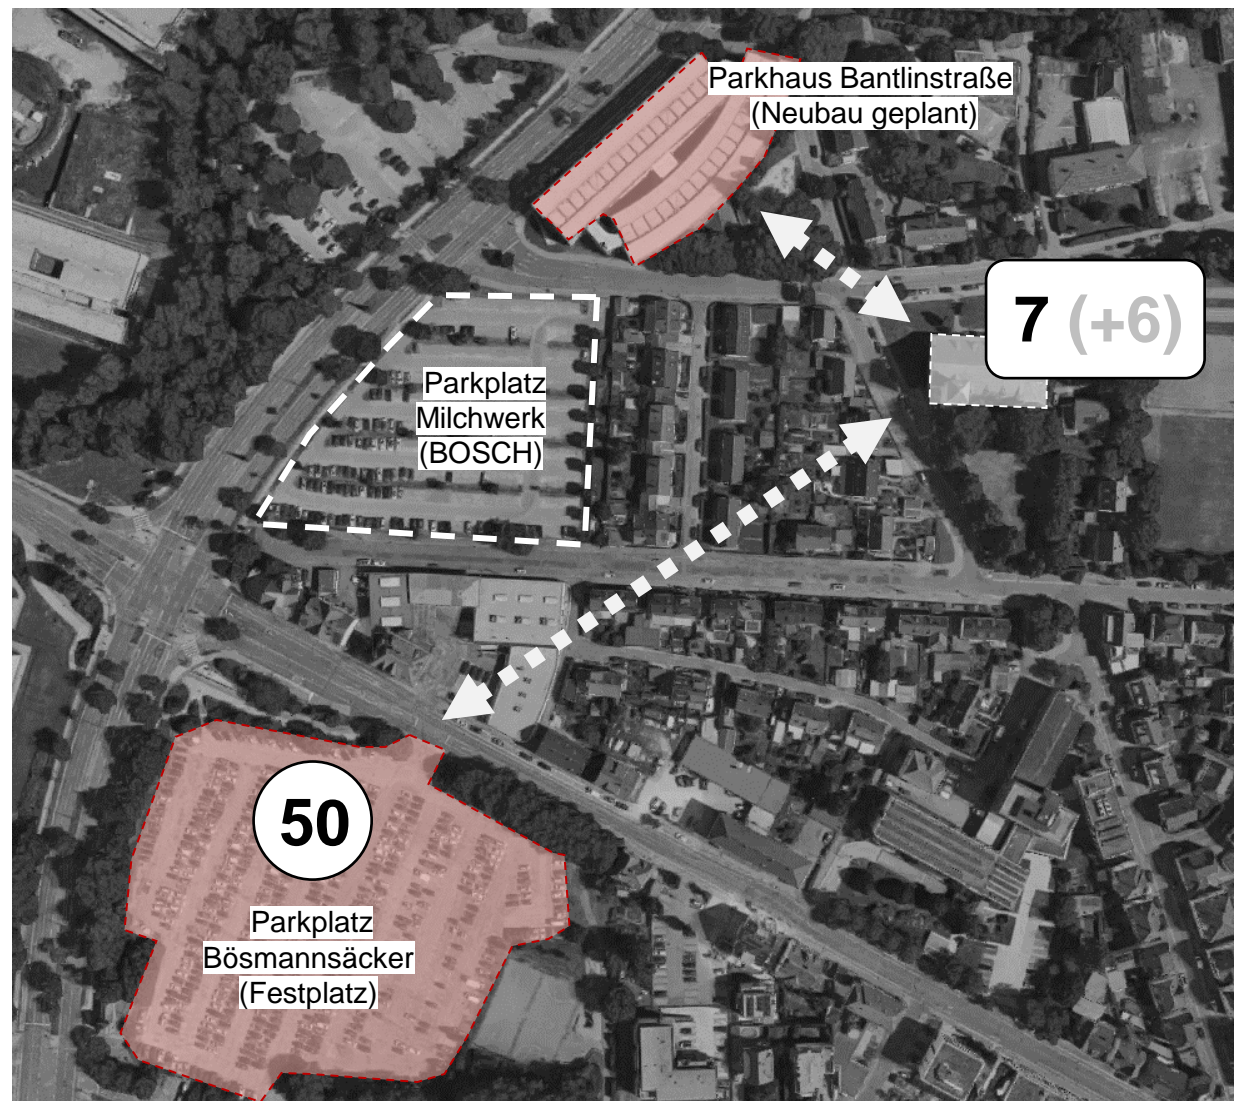 Parkhaus Bantlinstraße
(Neubau geplant)
7 (+6)
Parkplatz
Milchwerk
(BOSCH)
50
Parkplatz
Bösmannsäcker
(Festplatz)